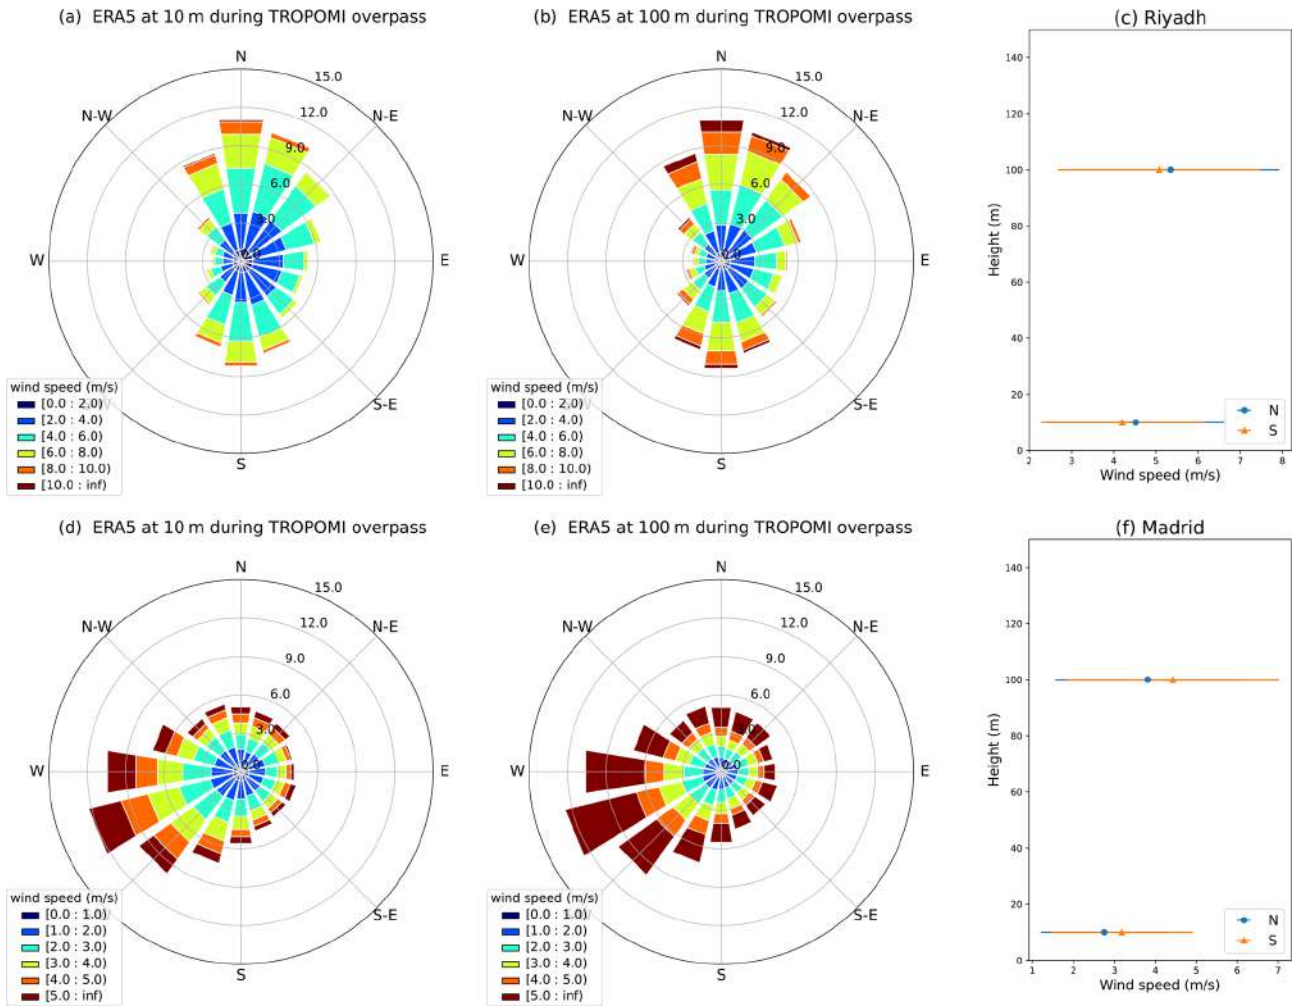 (a) ERA5 at 10 m during TROPOMI overpass
N
15.0
N-W
12.0
N-E
9.0
6.0
3.0
0.0
W
E
S-E
S
wind speed (m/s)
[0.0 : 2.0)
[2.0 : 4.0)
[4.0 : 6.0)
[6.0 : 8.0)
[8.0 : 10.0)
[10.0 : inf)
(b) ERA5 at 100 m during TROPOMI overpass
N
15.0
N-W
12.0
N-E
9.0
6.0
3.0
0.0
W
E
S-E
S
wind speed (m/s)
[0.0 : 2.0)
[2.0 : 4.0)
[4.0 : 6.0)
[6.0 : 8.0)
[8.0 : 10.0)
[10.0 : inf)
(c) Riyadh
140
120
100
80
60
40
20
0
Height (m)
N
S
2 3 4 5 6 7 8
Wind speed (m/s)
(d) ERA5 at 10 m during TROPOMI overpass
N
15.0
N-W
12.0
N-E
9.0
6.0
3.0
0.0
W
E
S-E
S
wind speed (m/s)
[0.0 : 1.0)
[1.0 : 2.0)
[2.0 : 3.0)
[3.0 : 4.0)
[4.0 : 5.0)
[5.0 : inf)
(e) ERA5 at 100 m during TROPOMI overpass
N
15.0
N-W
12.0
N-E
9.0
6.0
3.0
0.0
W
E
S-E
S
wind speed (m/s)
[0.0 : 1.0)
[1.0 : 2.0)
[2.0 : 3.0)
[3.0 : 4.0)
[4.0 : 5.0)
[5.0 : inf)
(f) Madrid
140
120
100
80
60
40
20
0
Height (m)
N
S
1 2 3 4 5 6 7
Wind speed (m/s)